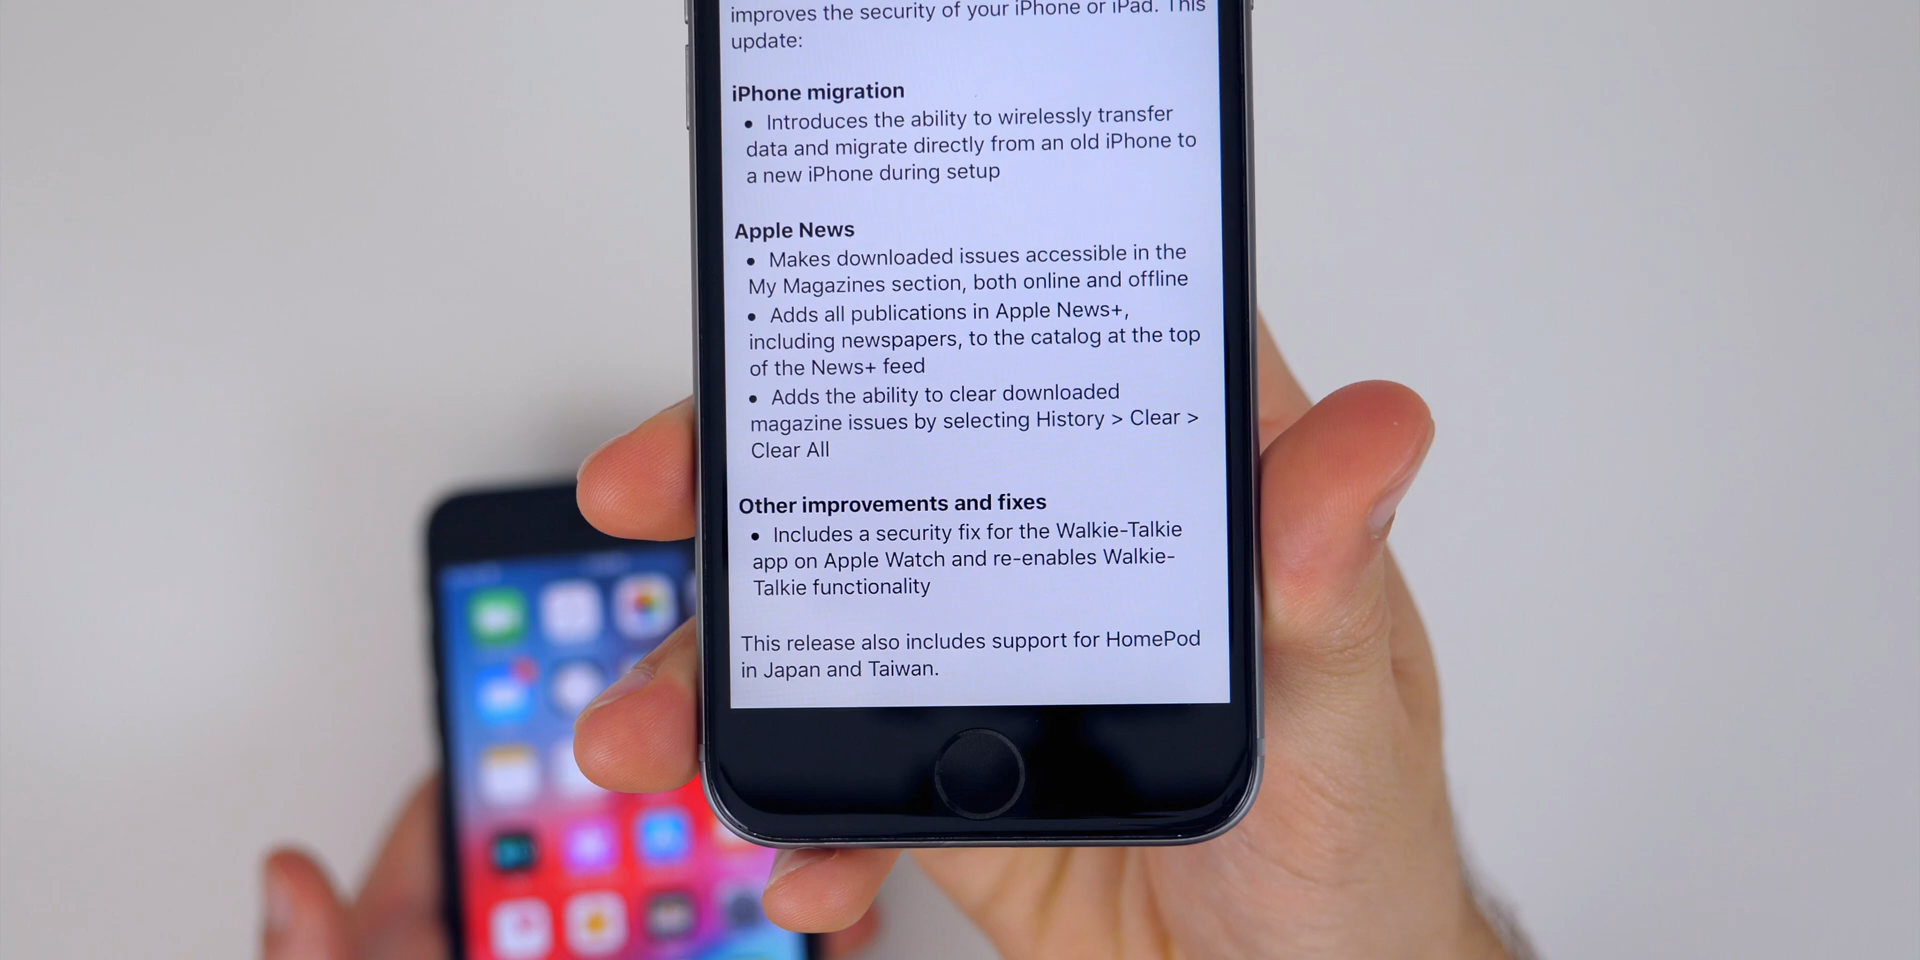 improves the security of your iPhone or iPad. This
update:
iPhone migration
• Introduces the ability to wirelessly transfer
data and migrate directly from an old iPhone to
a new iPhone during setup
Apple News
• Makes downloaded issues accessible in the
My Magazines section, both online and offline
• Adds all publications in Apple News+,
including newspapers, to the catalog at the top
of the News+ feed
• Adds the ability to clear downloaded
magazine issues by selecting History > Clear >
Clear All
Other improvements and fixes
• Includes a security fix for the Walkie-Talkie
app on Apple Watch and re-enables Walkie-
Talkie functionality
This release also includes support for HomePod
in Japan and Taiwan.